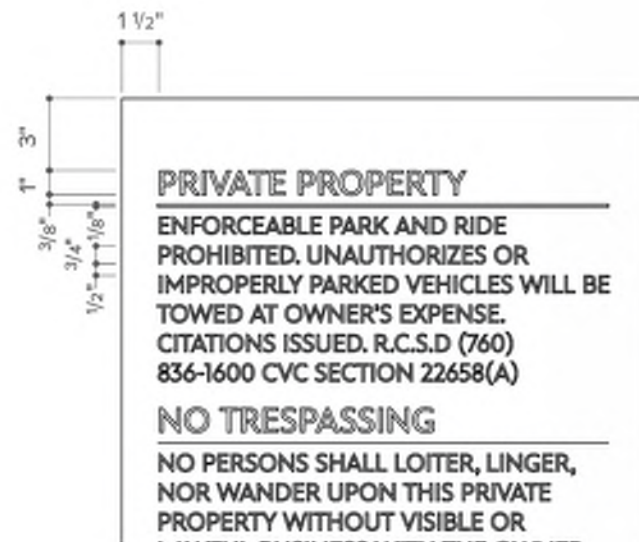 1 1/2"
3"
1"
3/8"
1/8"
3/4"
1/2"
PRIVATE PROPERTY
ENFORCEABLE PARK AND RIDE
PROHIBITED. UNAUTHORIZES OR
IMPROPERLY PARKED VEHICLES WILL BE
TOWED AT OWNER'S EXPENSE.
CITATIONS ISSUED. R.C.S.D (760)
836-1600 CVC SECTION 22658(A)
NO TRESPASSING
NO PERSONS SHALL LOITER, LINGER,
NOR WANDER UPON THIS PRIVATE
PROPERTY WITHOUT VISIBLE OR